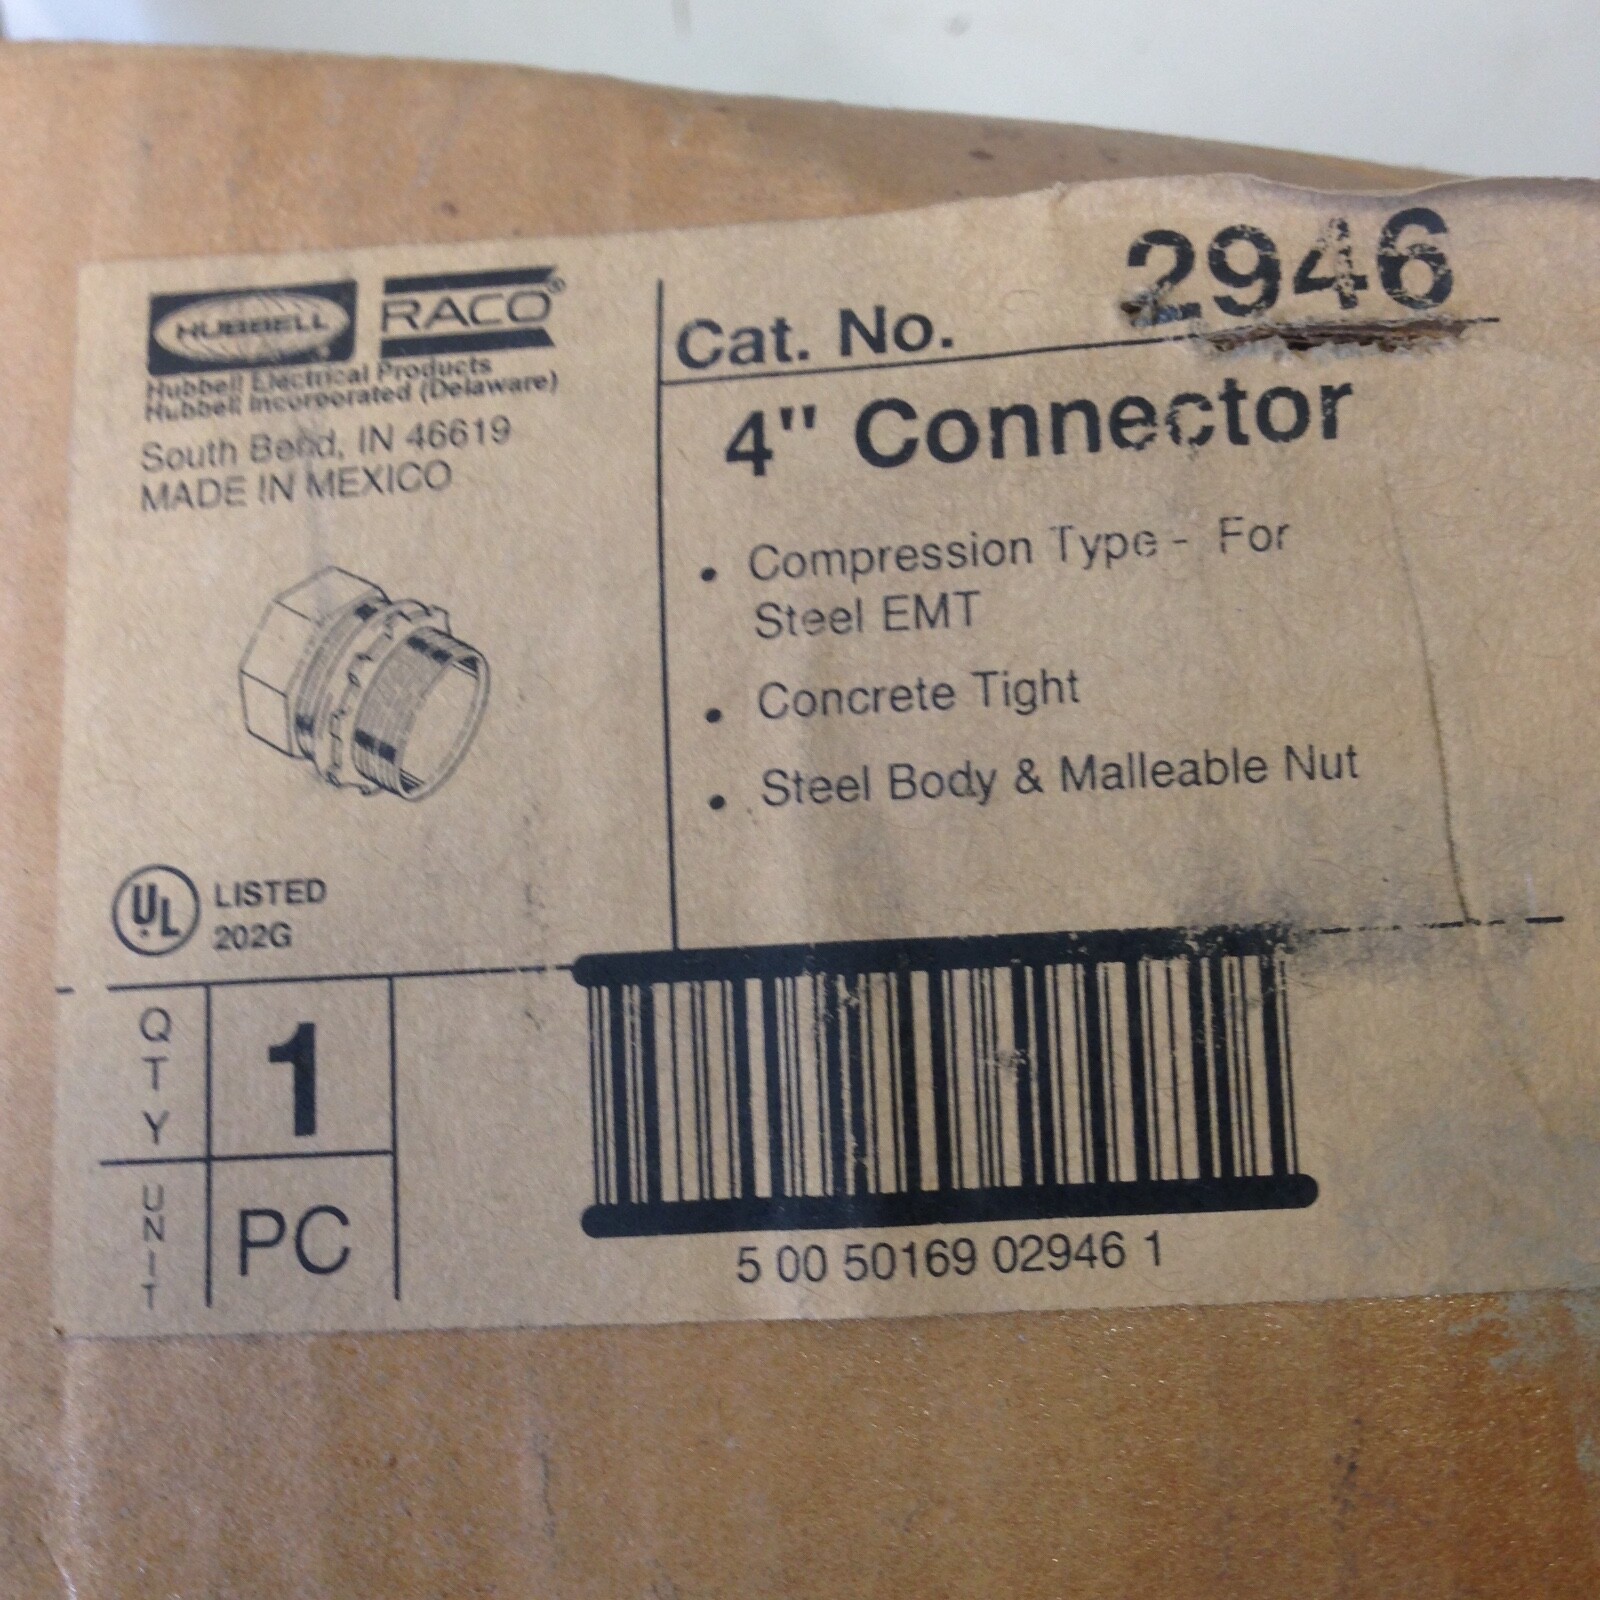 HUBBELL RACO®
Hubbell Electrical Products
Hubbell Incorporated (Delaware)
South Bend, IN 46619
MADE IN MEXICO
Cat. No. 2946
4" Connector
• Compression Type - For
Steel EMT
• Concrete Tight
• Steel Body & Malleable Nut
UL LISTED
202G
QTY 1
UNIT PC
5 00 50169 02946 1